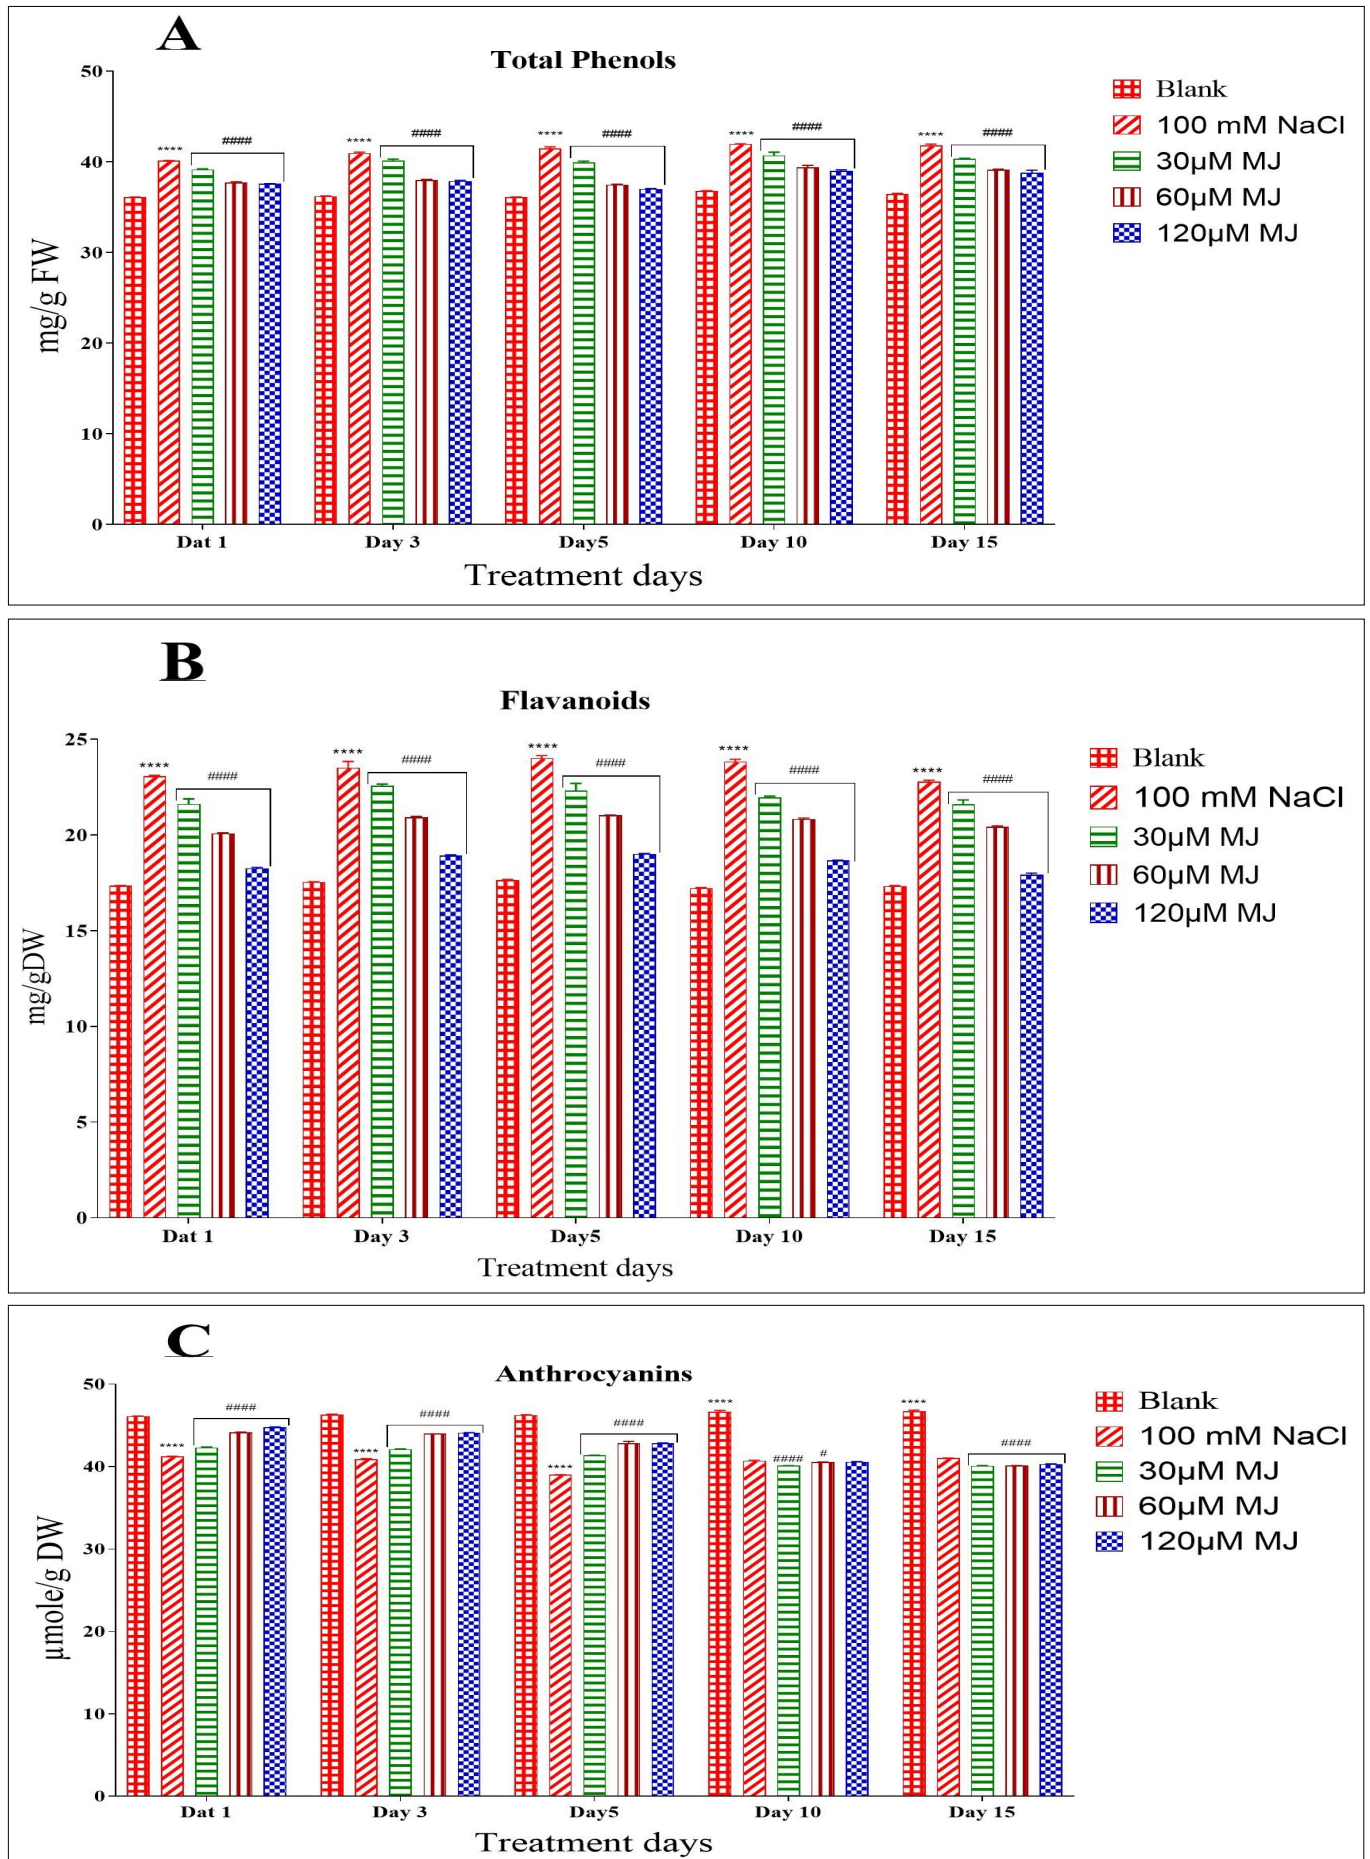 A
Total Phenols
50
40
30
20
10
0
mg/g FW
**** #### **** #### **** #### **** #### **** ####
Dat 1 Day 3 Day5 Day 10 Day 15
Treatment days
Blank
100 mM NaCl
30µM MJ
60µM MJ
120µM MJ
B
Flavanoids
25
20
15
10
5
0
mg/gDW
**** #### **** #### **** #### **** #### **** ####
Dat 1 Day 3 Day5 Day 10 Day 15
Treatment days
Blank
100 mM NaCl
30µM MJ
60µM MJ
120µM MJ
C
Anthrocyanins
50
40
30
20
10
0
µmole/g DW
**** #### **** #### **** #### **** #### # **** ####
Dat 1 Day 3 Day5 Day 10 Day 15
Treatment days
Blank
100 mM NaCl
30µM MJ
60µM MJ
120µM MJ